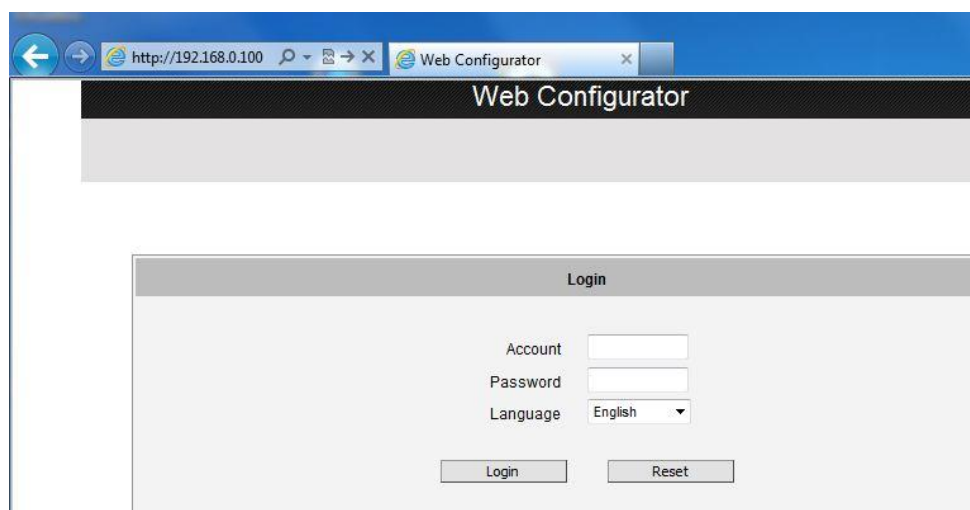 http://192.168.0.100 Web Configurator
Web Configurator
Login
Account
Password
Language English
Login Reset